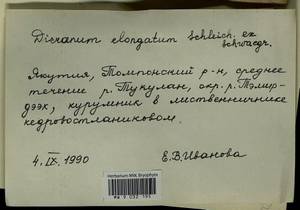 Dicranum elongatum Schleich. ex
Schwaegr.
Якутия, Томпонский р-н, среднее
течение р. Тукулан, окр. р. Тэмир-
дээх, курумник в лиственничнике
кедровостланиковом.
4. IX. 1990 Е.В. Иванова
Herbarium MW, Bryophyta